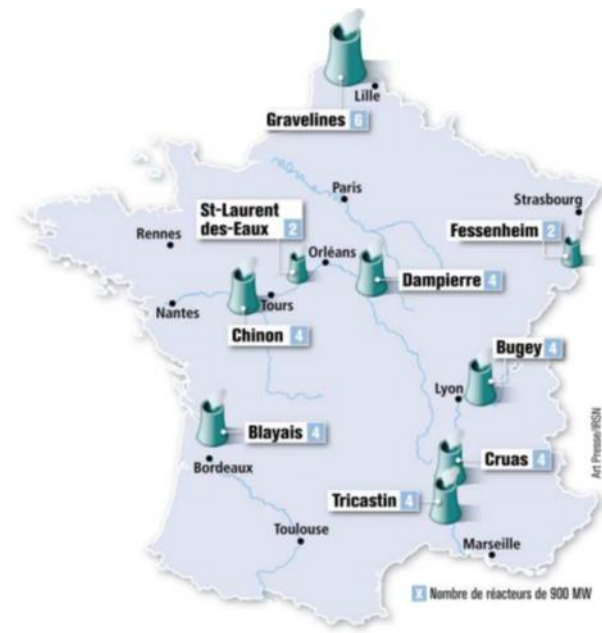 Lille
Gravelines 6
Paris
Strasbourg
St-Laurent
des-Eaux 2
Rennes
Orléans
Fessenheim 2
Dampierre 4
Nantes
Tours
Chinon 4
Bugey 4
Lyon
Blayais 4
Bordeaux
Cruas 4
Tricastin 4
Toulouse
Marseille
Art Presse/IRSN
X Nombre de réacteurs de 900 MW